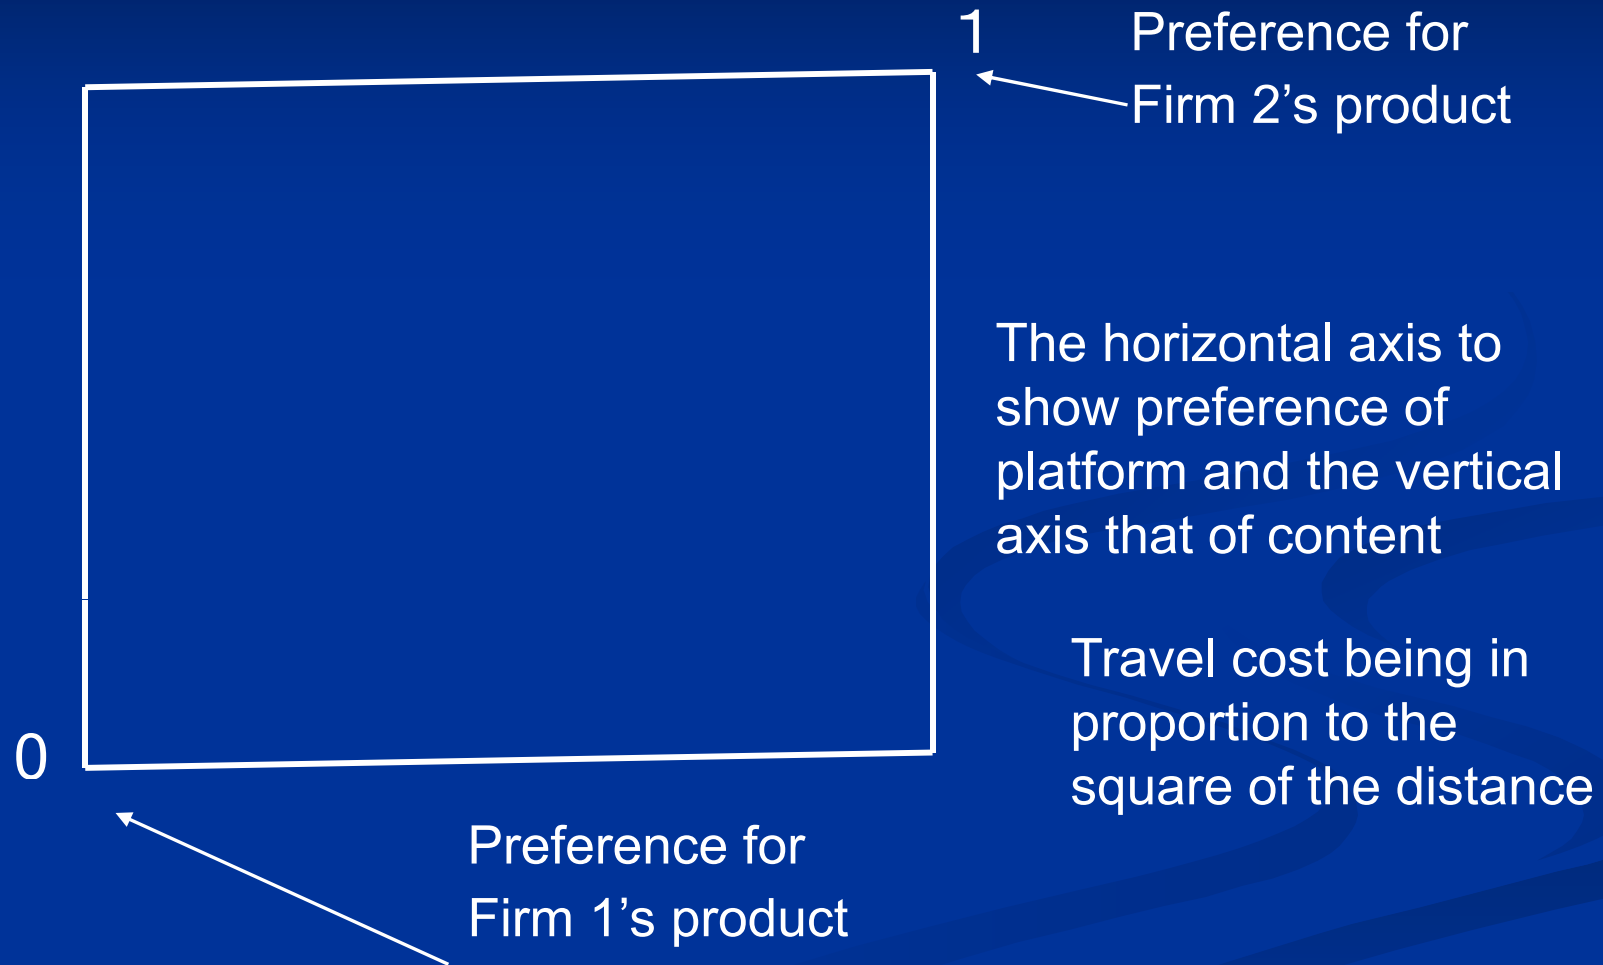 1
Preference for
Firm 2’s product
The horizontal axis to
show preference of
platform and the vertical
axis that of content
Travel cost being in
proportion to the
square of the distance
0
Preference for
Firm 1’s product